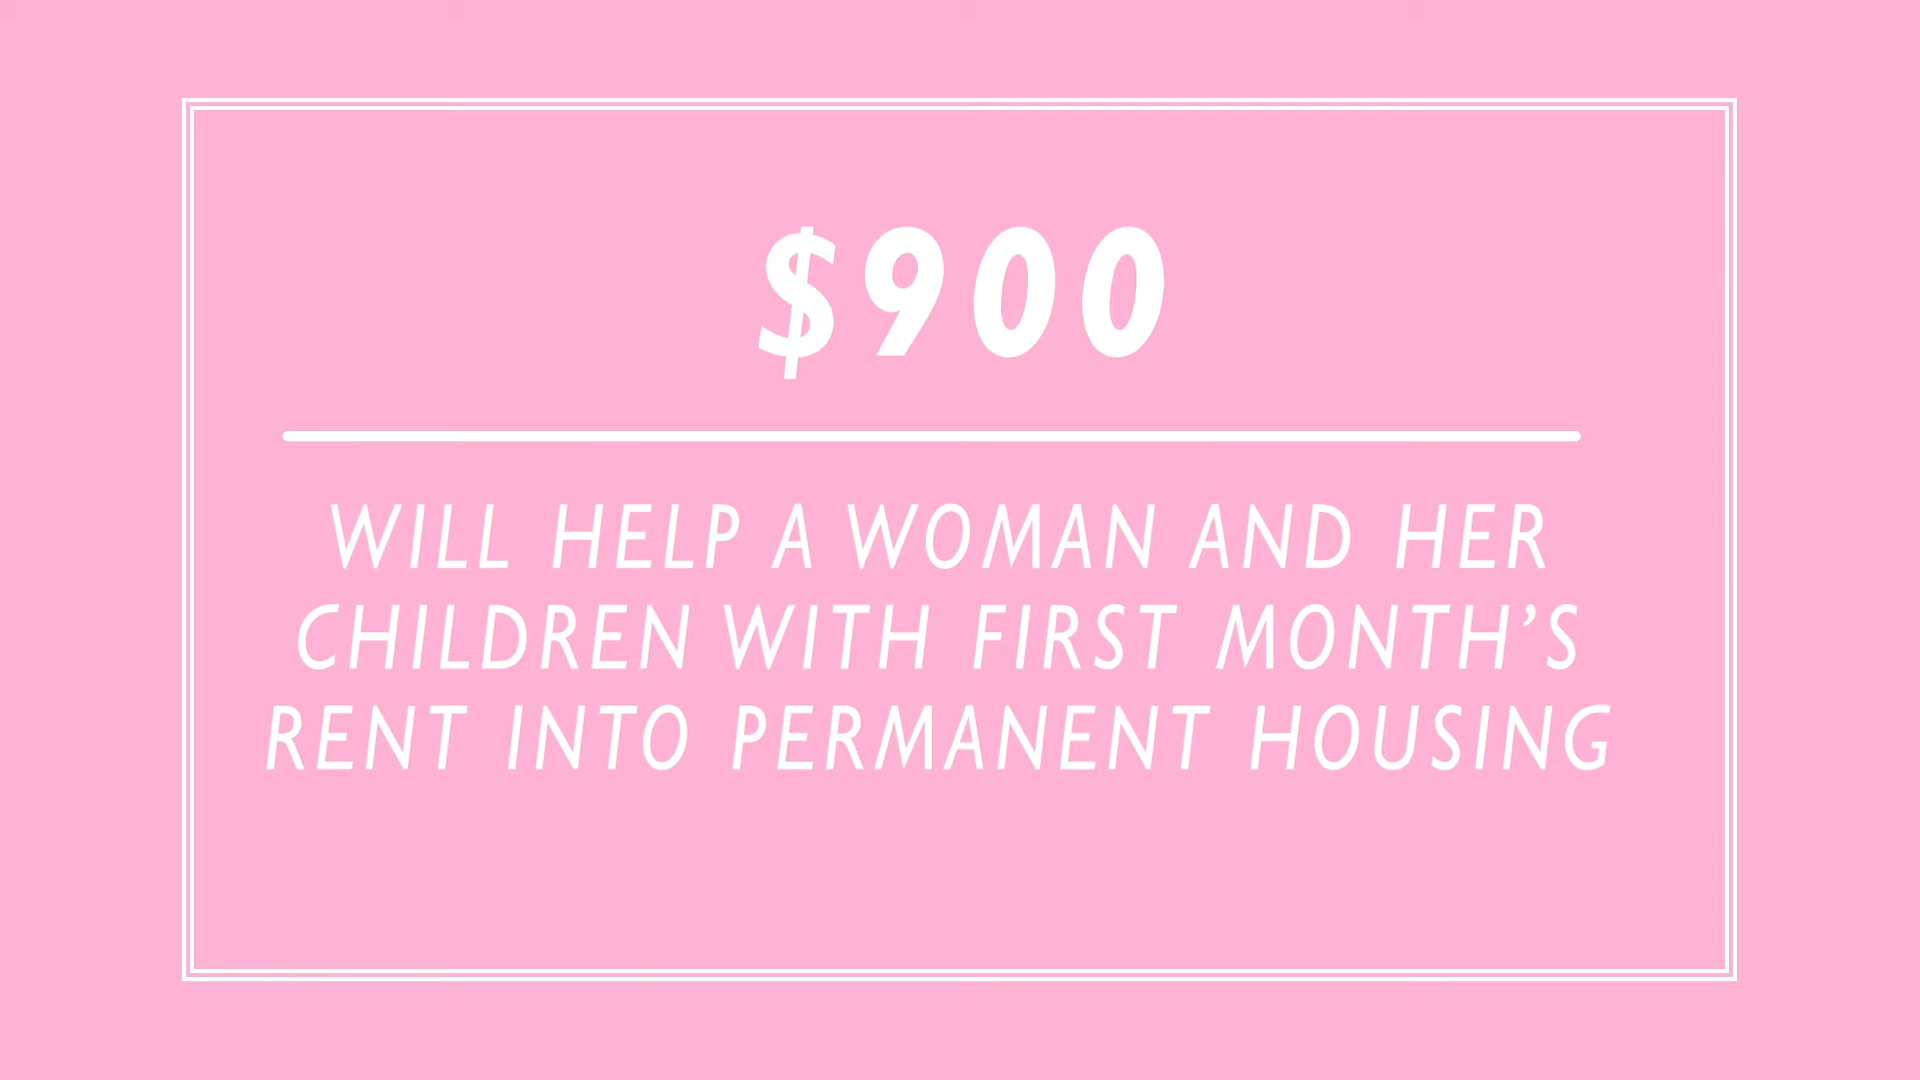 $900
WILL HELP A WOMAN AND HER
CHILDREN WITH FIRST MONTH’S
RENT INTO PERMANENT HOUSING